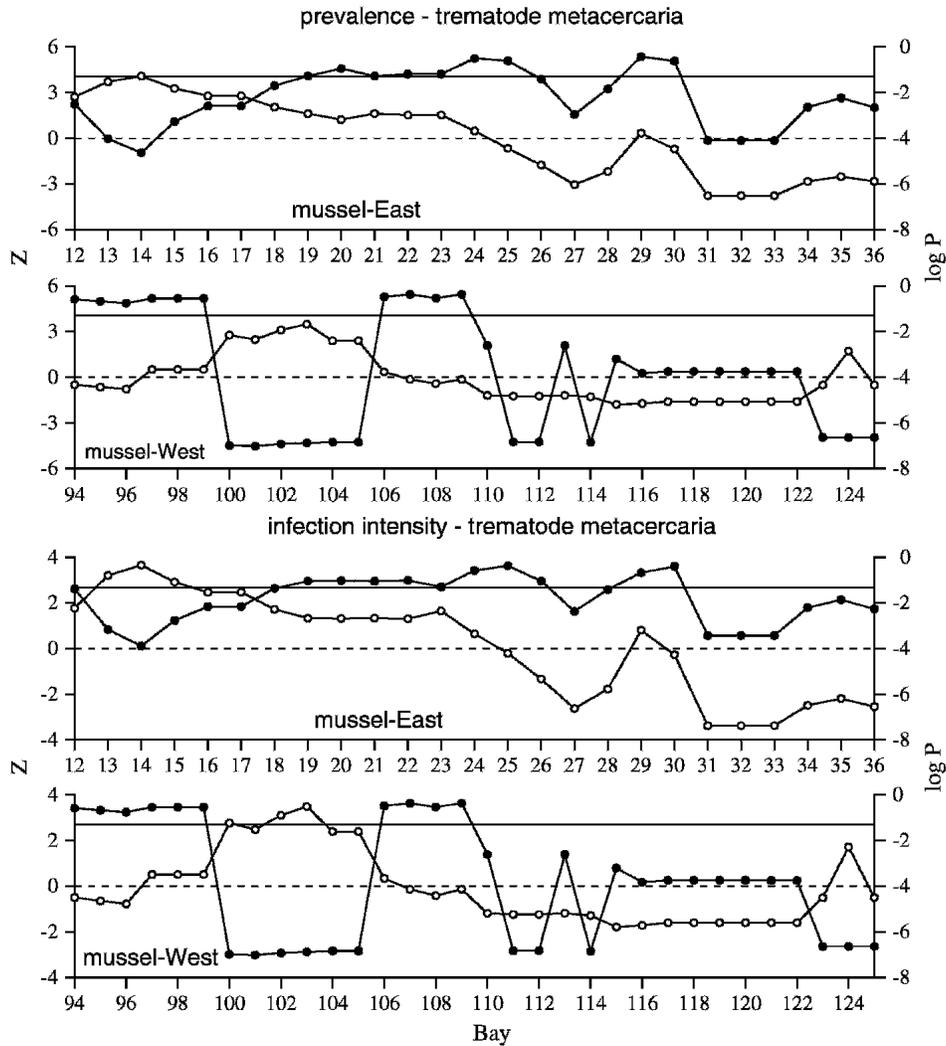 prevalence - trematode metacercaria
6 3 0 -3 -6
0 -2 -4 -6 -8
mussel-East
12 13 14 15 16 17 18 19 20 21 22 23 24 25 26 27 28 29 30 31 32 33 34 35 36
Z
log P
6 3 0 -3 -6
0 -2 -4 -6 -8
mussel-West
94 96 98 100 102 104 106 108 110 112 114 116 118 120 122 124
infection intensity - trematode metacercaria
4 2 0 -2 -4
0 -2 -4 -6 -8
mussel-East
12 13 14 15 16 17 18 19 20 21 22 23 24 25 26 27 28 29 30 31 32 33 34 35 36
Z
log P
4 2 0 -2 -4
0 -2 -4 -6 -8
mussel-West
94 96 98 100 102 104 106 108 110 112 114 116 118 120 122 124
Bay